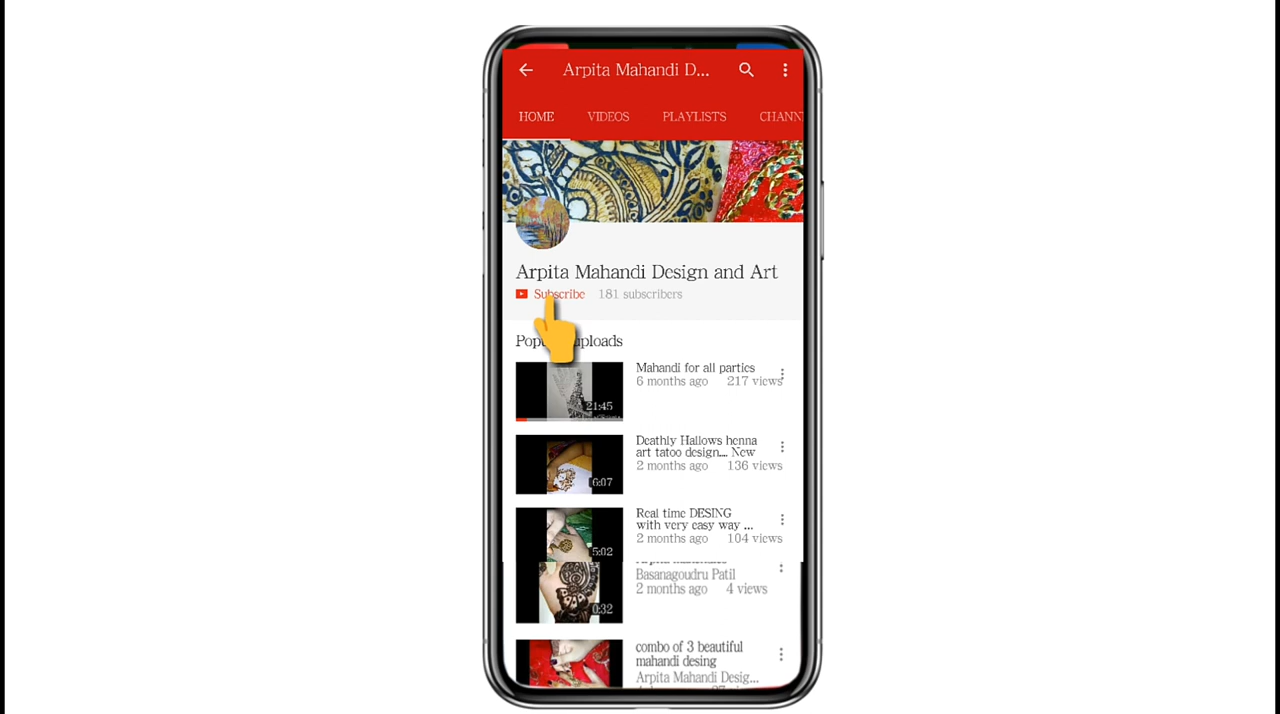 Arpita Mahandi D...
HOME VIDEOS PLAYLISTS CHANN
Arpita Mahandi Design and Art
Subscribe 181 subscribers
uploads
Mahandi for all partics
6 months ago 217 views
21:45
Deathly Hallows henna
art tatoo design.... New
2 months ago 136 views
6:07
Real time DESING
with very easy way ...
2 months ago 104 views
5:02
Basanagoudru Patil
2 months ago 4 views
0:32
combo of 3 beautiful
mahandi desing
Arpita Mahandi Desig...